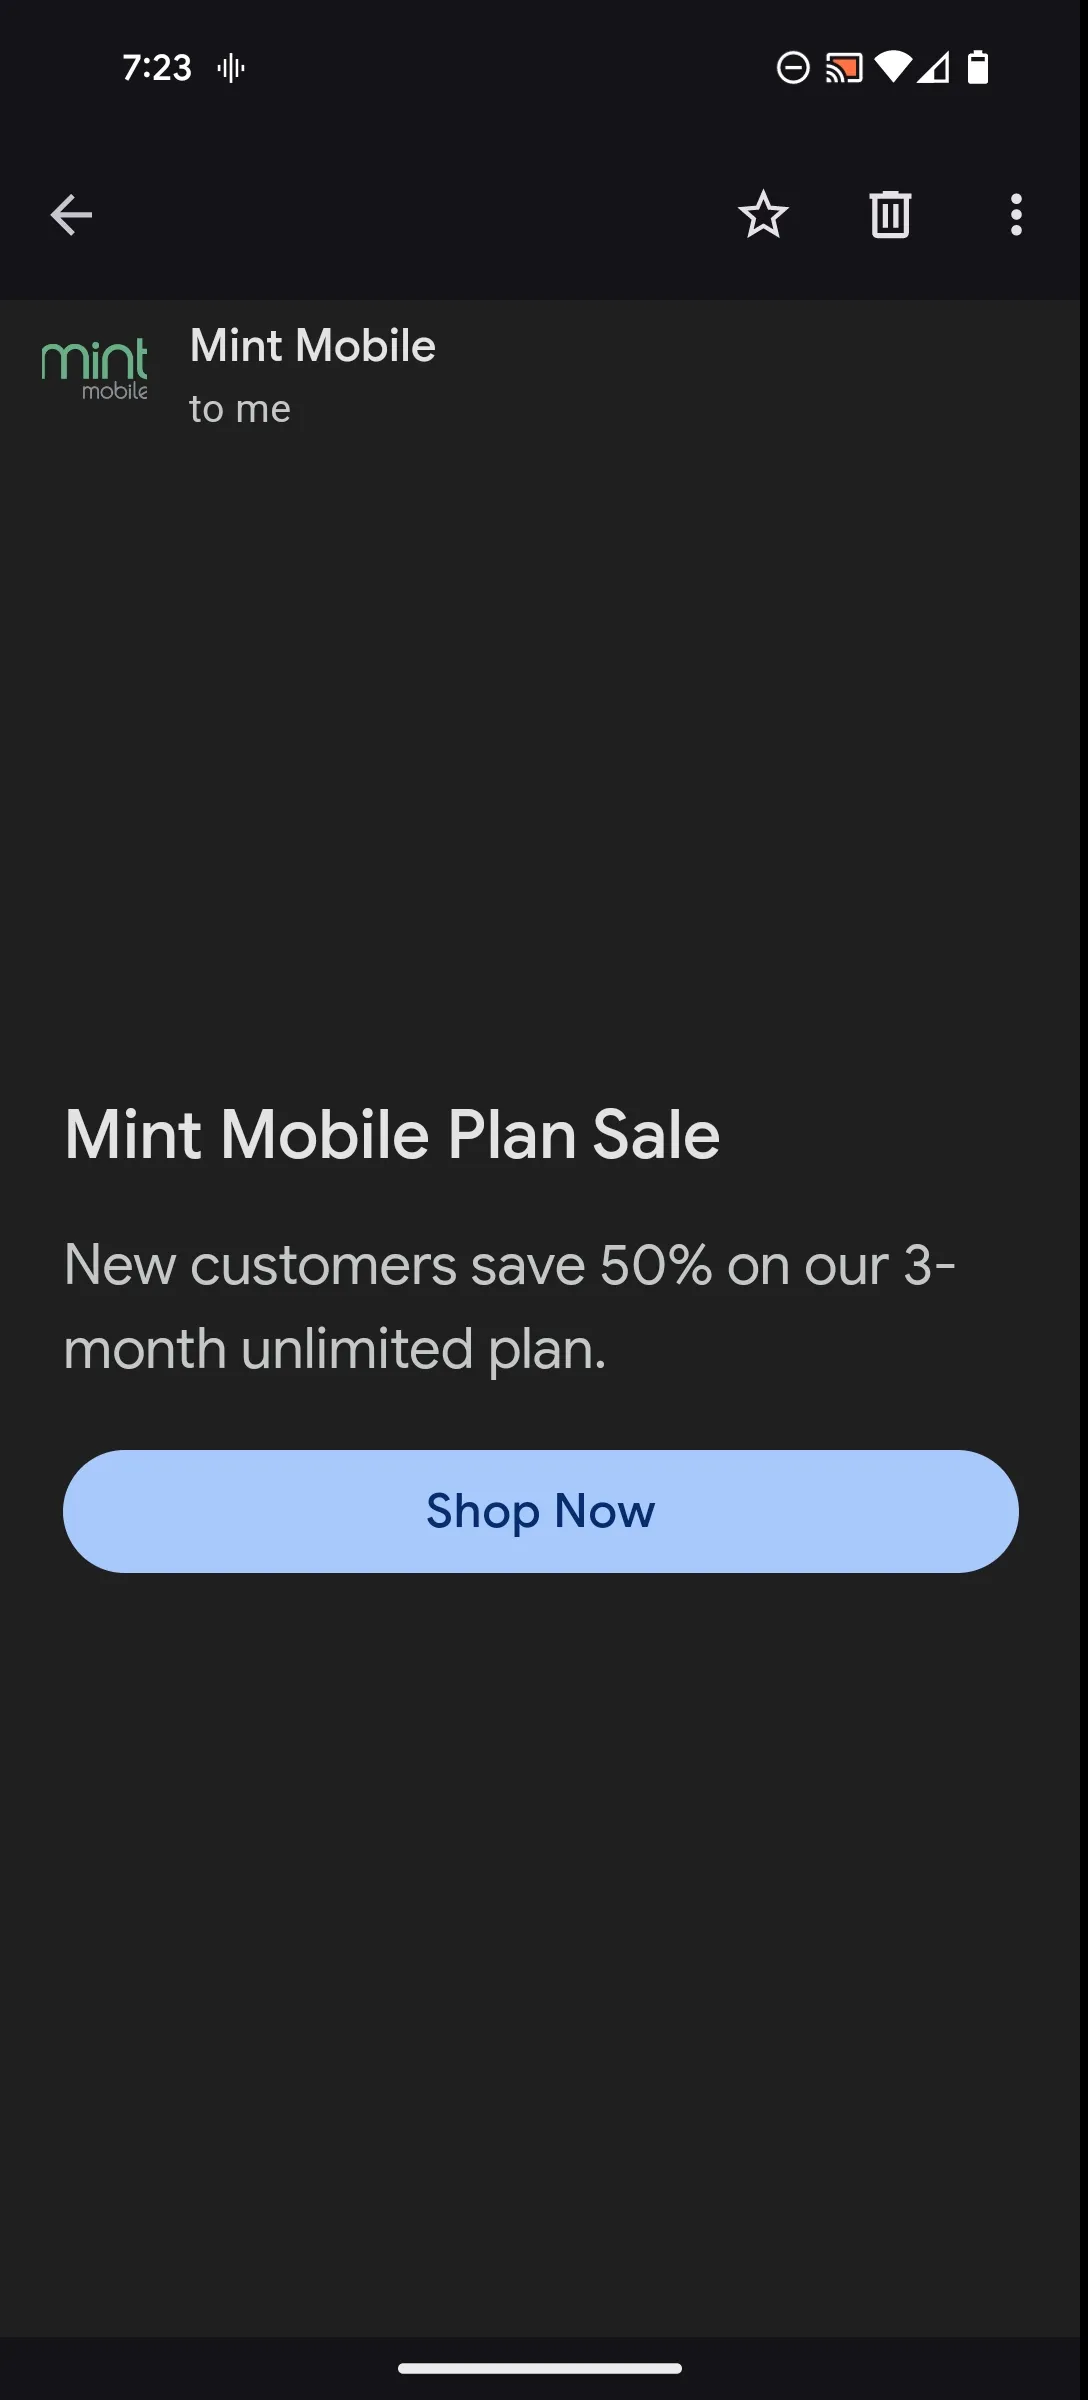 7:23
mint
mobile
Mint Mobile
to me
Mint Mobile Plan Sale
New customers save 50% on our 3-
month unlimited plan.
Shop Now